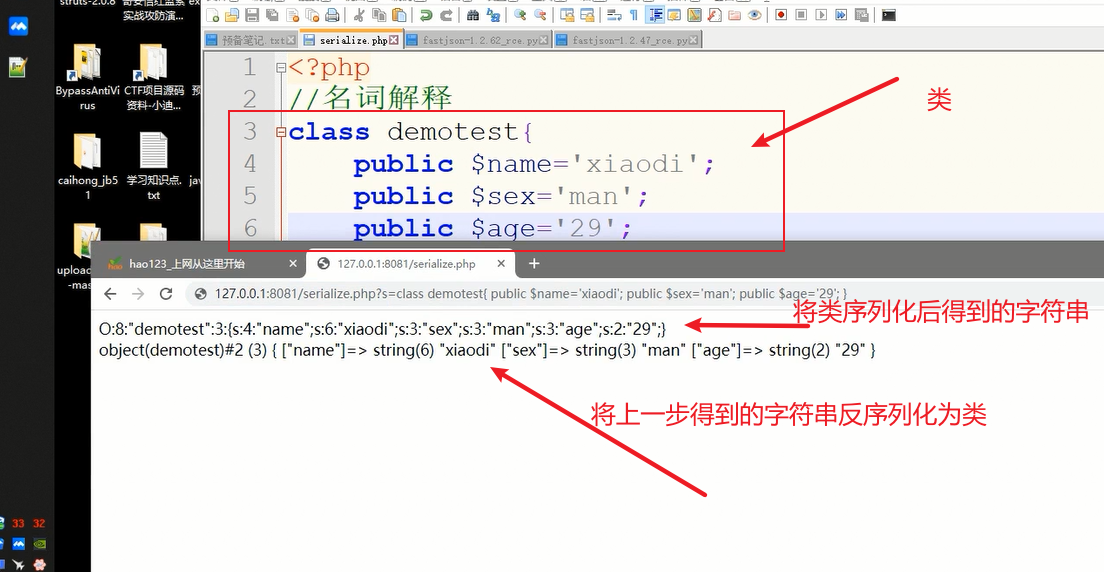 struts-2.0.8
奇安信红蓝
实战攻防演...
BypassAntiVi
rus
CTF项目源码
资料-小迪...
预
caihong_jb5
1
学习知识点.
txt
jav
upload
-mas
33 32
预备笔记.txt
serialize.php
fastjson-1.2.62_rce.py
fastjson-1.2.47_rce.py
1 <?php
2 //名词解释
3 class demotest{
4 public $name='xiaodi';
5 public $sex='man';
6 public $age='29';
类
hao123_上网从这里开始
127.0.0.1:8081/serialize.php
127.0.0.1:8081/serialize.php?s=class demotest{ public $name='xiaodi'; public $sex='man'; public $age='29'; }
将类序列化后得到的字符串
O:8:"demotest":3:{s:4:"name";s:6:"xiaodi";s:3:"sex";s:3:"man";s:3:"age";s:2:"29";}
object(demotest)#2 (3) { ["name"]=> string(6) "xiaodi" ["sex"]=> string(3) "man" ["age"]=> string(2) "29" }
将上一步得到的字符串反序列化为类